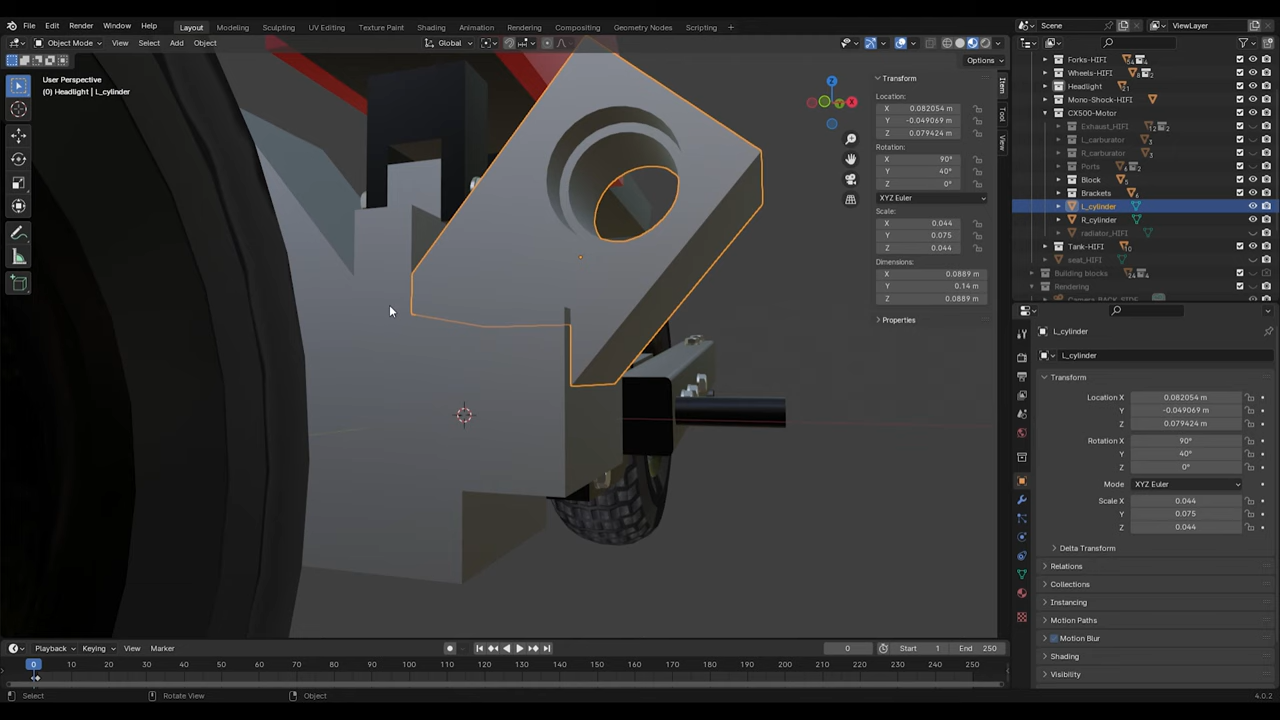 File Edit Render Window Help Layout Modeling Sculpting UV Editing Texture Paint Shading Animation Rendering Compositing Geometry Nodes Scripting + Scene ViewLayer
Object Mode View Select Add Object Global
Options
User Perspective
(0) Headlight | L_cylinder
Transform
Location:
X 0.082054 m
Y -0.049069 m
Z 0.079424 m
Rotation:
X 90°
Y 40°
Z 0°
XYZ Euler
Scale:
X 0.044
Y 0.075
Z 0.044
Dimensions:
X 0.0889 m
Y 0.14 m
Z 0.0889 m
Properties
Item
Tool
View
Z
X
Forks-HIFI
Wheels-HIFI
Headlight
Mono-Shock-HIFI
CX500-Motor
Exhaust_HIFI
L_carburator
R_carburator
Ports
Block
Brackets
L_cylinder
R_cylinder
radiator_HIFI
Tank-HIFI
seat_HIFI
Building blocks
Rendering
L_cylinder
L_cylinder
Transform
Location X 0.082054 m
Y -0.049069 m
Z 0.079424 m
Rotation X 90°
Y 40°
Z 0°
Mode XYZ Euler
Scale X 0.044
Y 0.075
Z 0.044
Delta Transform
Relations
Collections
Instancing
Motion Paths
Motion Blur
Shading
Visibility
Playback Keying View Marker 0 Start 1 End 250
0 10 20 30 40 50 60 70 80 90 100 110 120 130 140 150 160 170 180 190 200 210 220 230 240 250
Select Rotate View Object 4.0.2